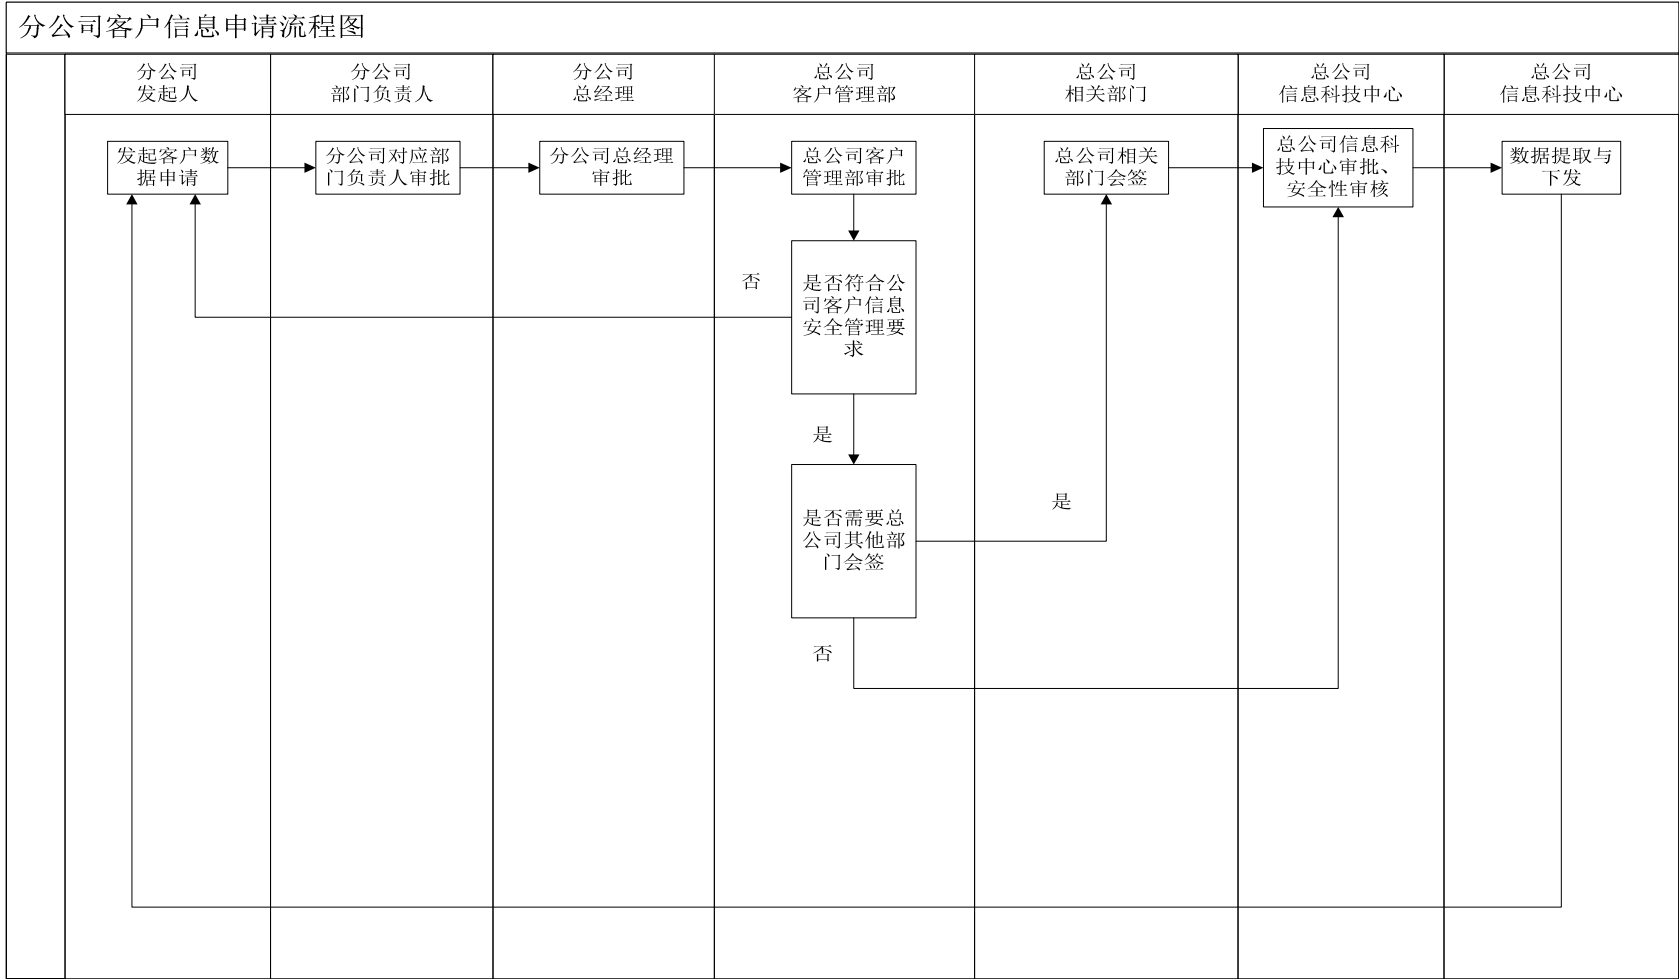 分公司客户信息申请流程图
分公司
发起人
分公司
部门负责人
分公司
总经理
总公司
客户管理部
总公司
相关部门
总公司
信息科技中心
总公司
信息科技中心
发起客户数
据申请
分公司对应部
门负责人审批
分公司总经理
审批
总公司客户
管理部审批
总公司相关
部门会签
总公司信息科
技中心审批、
安全性审核
数据提取与
下发
否
是否符合公
司客户信息
安全管理要
求
是
是否需要总
公司其他部
门会签
是
否